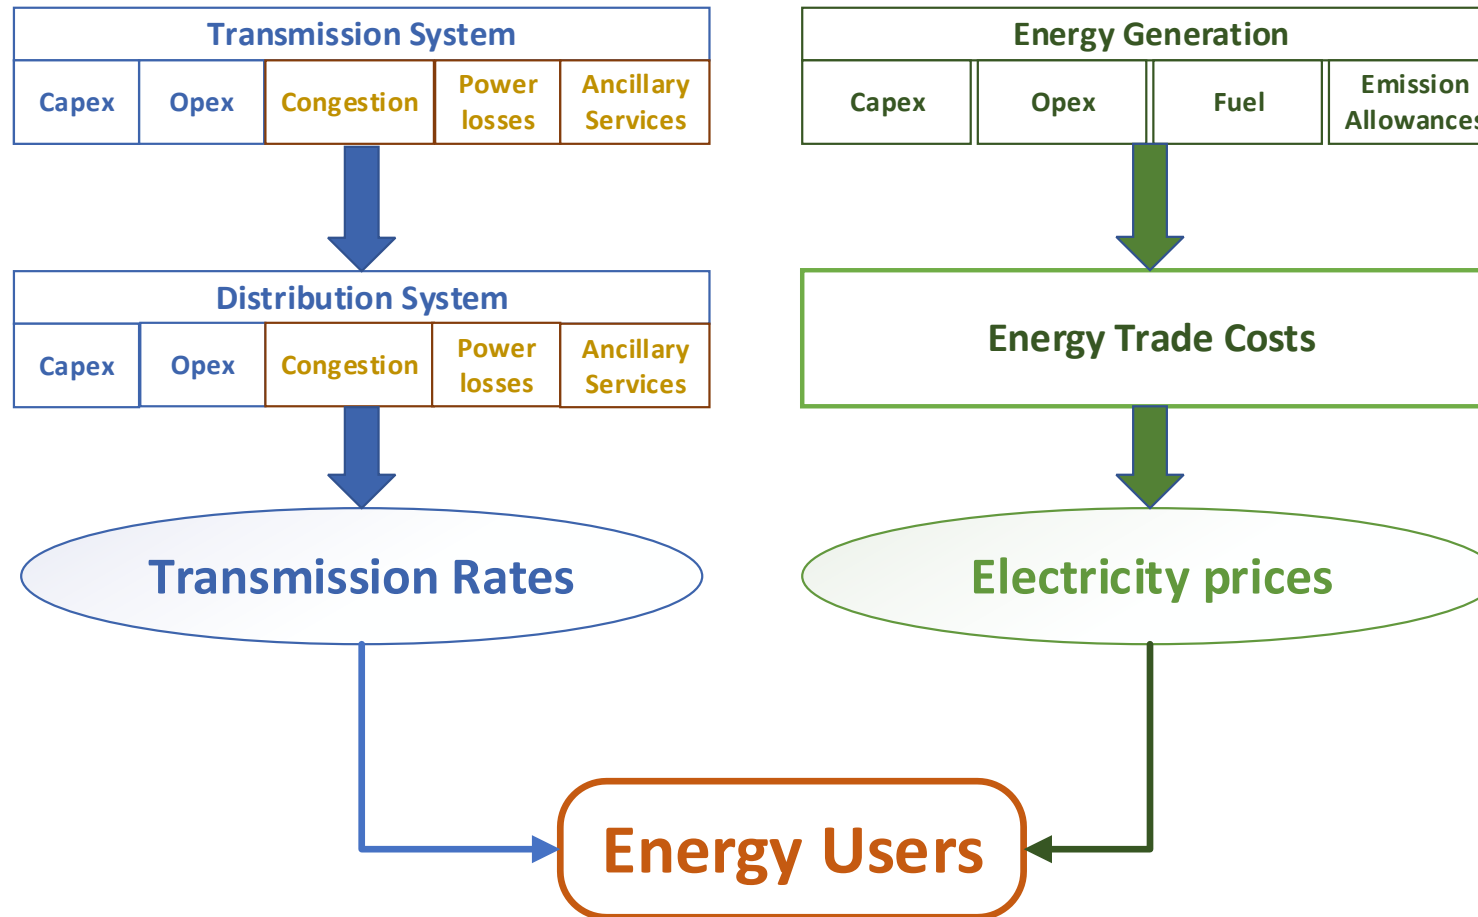 Transmission System
Capex
Opex
Congestion
Power
losses
Ancillary
Services
Energy Generation
Capex
Opex
Fuel
Emission
Allowances
Distribution System
Capex
Opex
Congestion
Power
losses
Ancillary
Services
Energy Trade Costs
Transmission Rates
Electricity prices
Energy Users